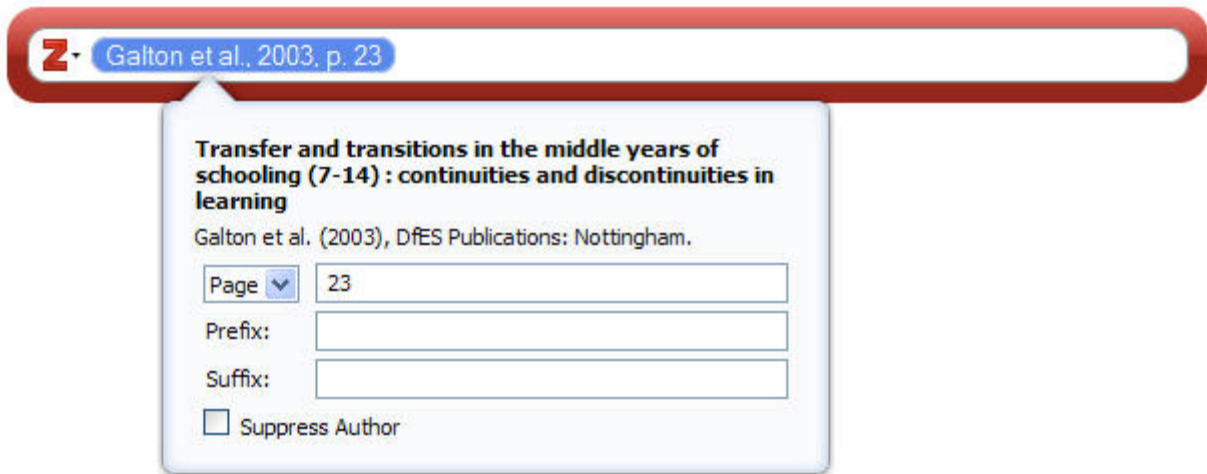 Z Galton et al., 2003, p. 23
Transfer and transitions in the middle years of
schooling (7-14) : continuities and discontinuities in
learning
Galton et al. (2003), DfES Publications: Nottingham.
Page 23
Prefix:
Suffix:
Suppress Author